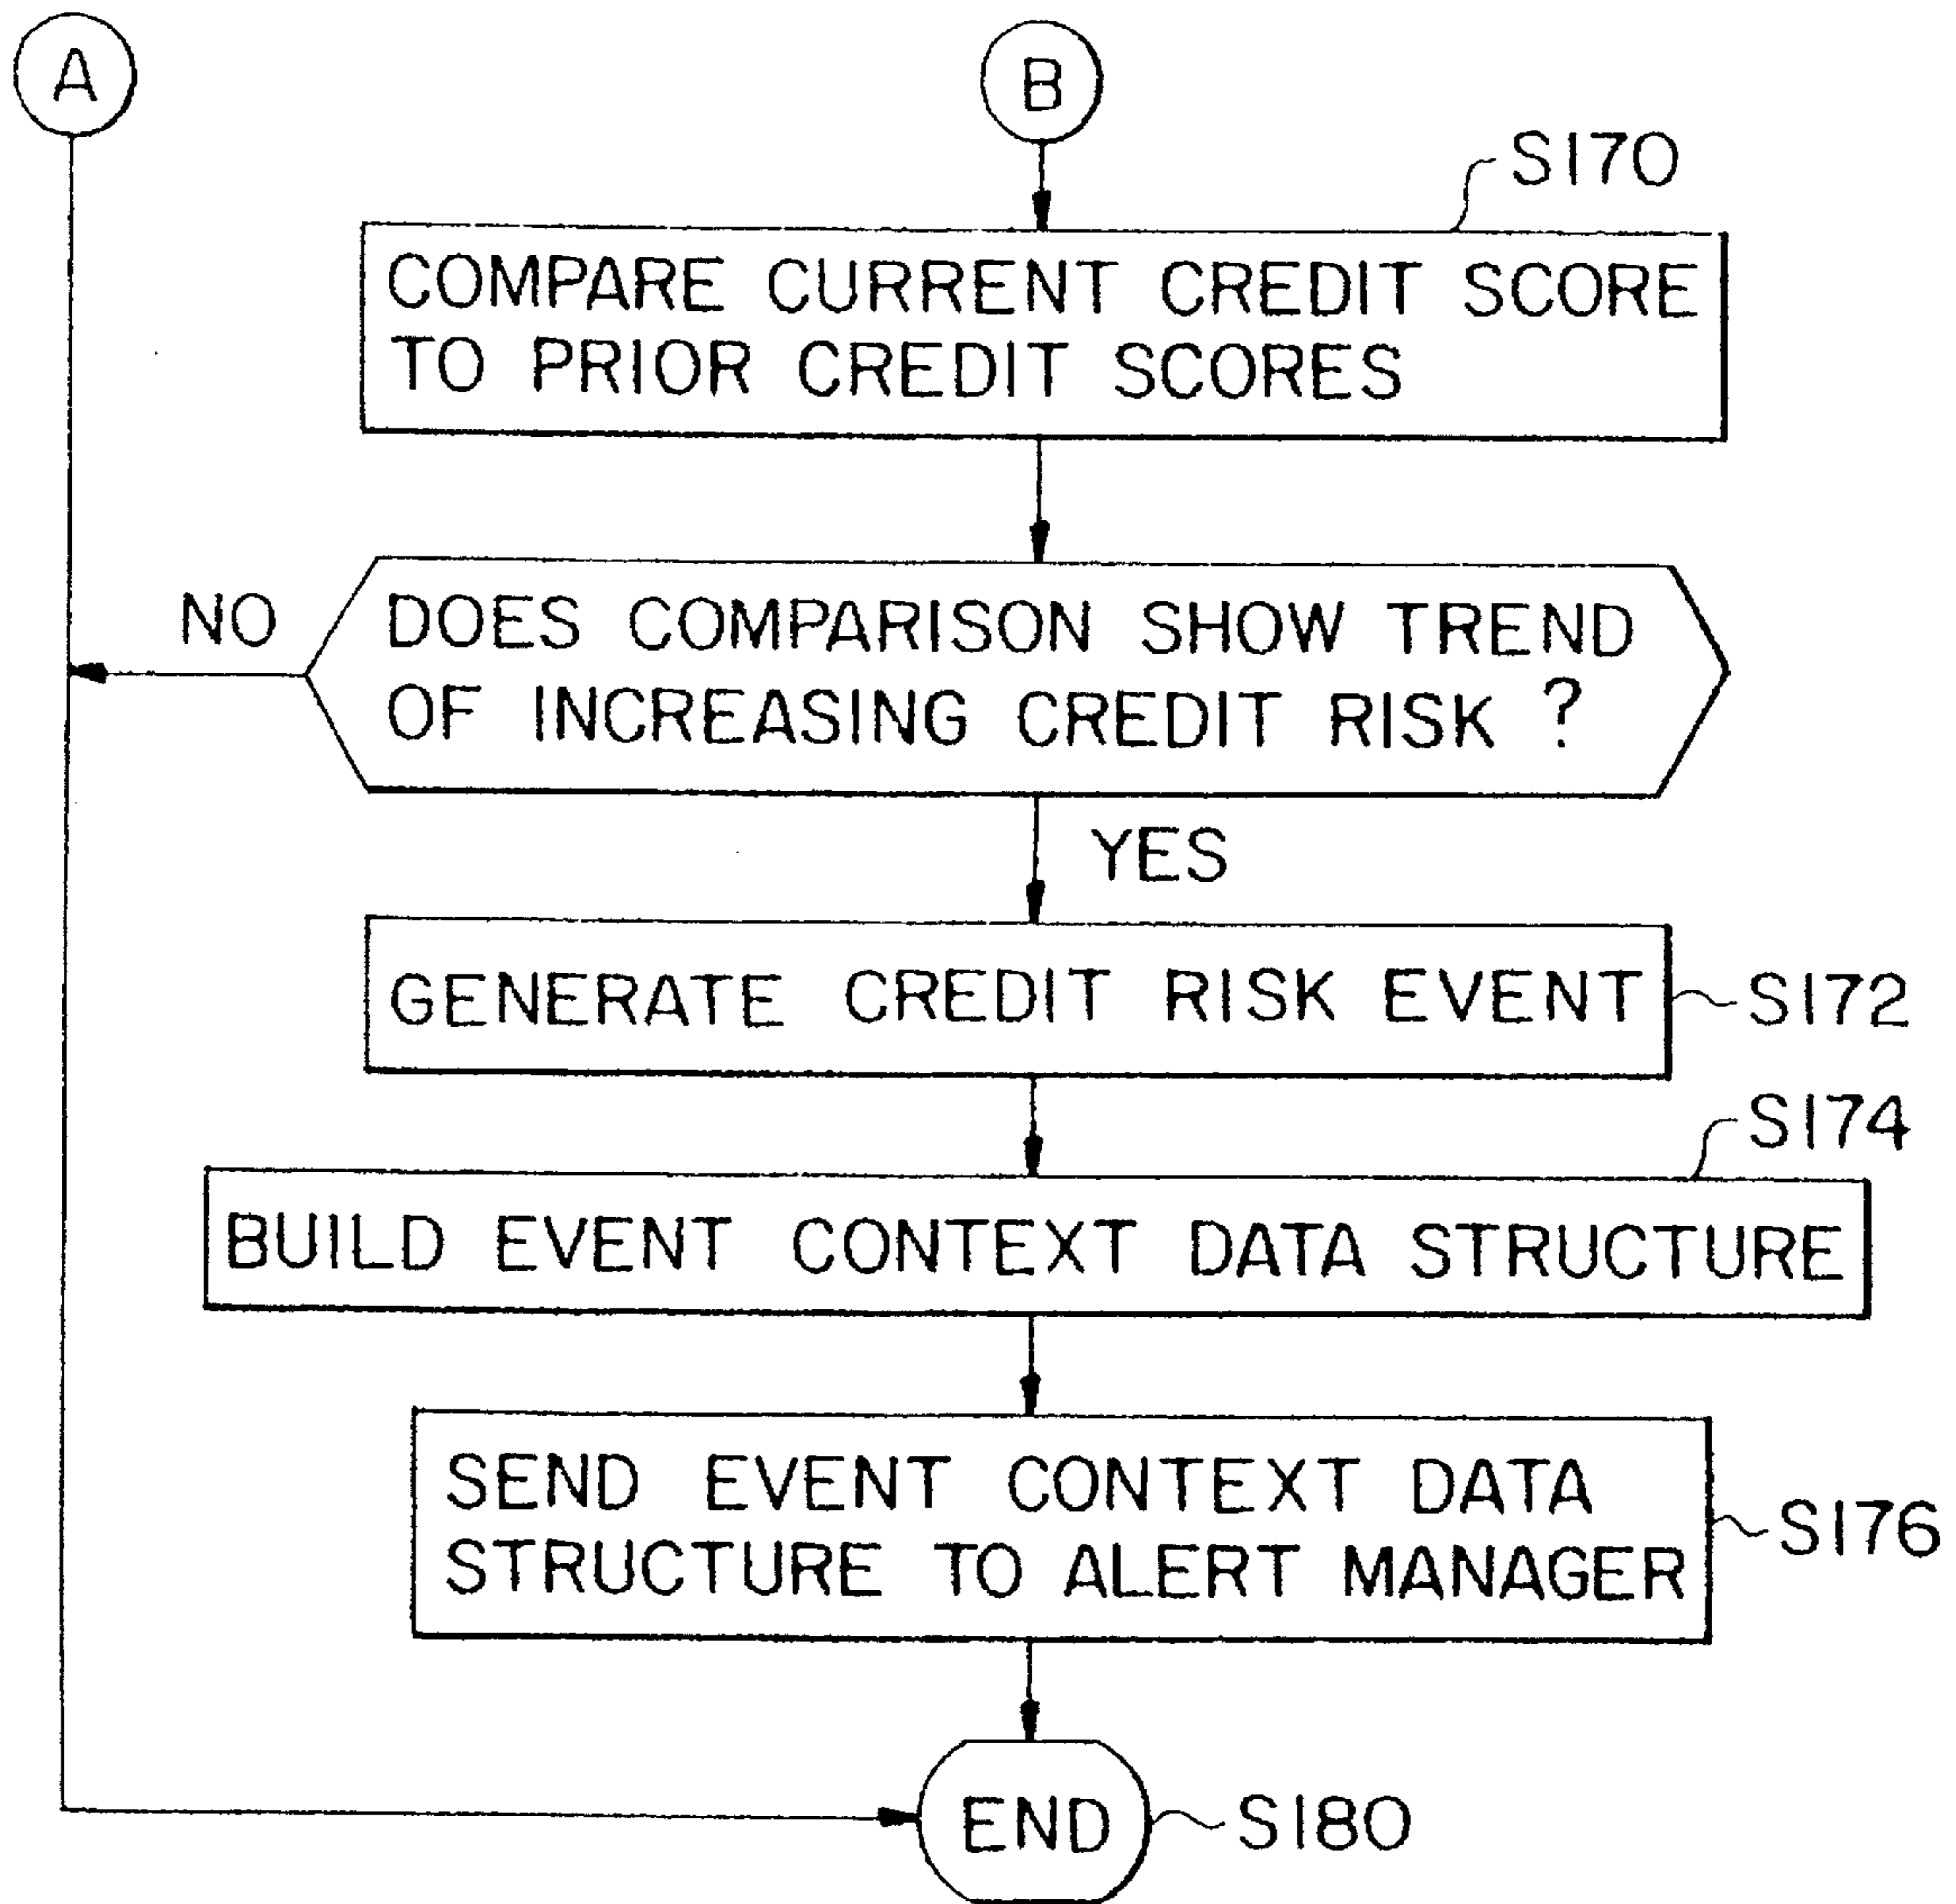 A
B
S170
COMPARE CURRENT CREDIT SCORE
TO PRIOR CREDIT SCORES
NO
DOES COMPARISON SHOW TREND
OF INCREASING CREDIT RISK ?
YES
GENERATE CREDIT RISK EVENT
S172
S174
BUILD EVENT CONTEXT DATA STRUCTURE
SEND EVENT CONTEXT DATA
STRUCTURE TO ALERT MANAGER
S176
END
S180